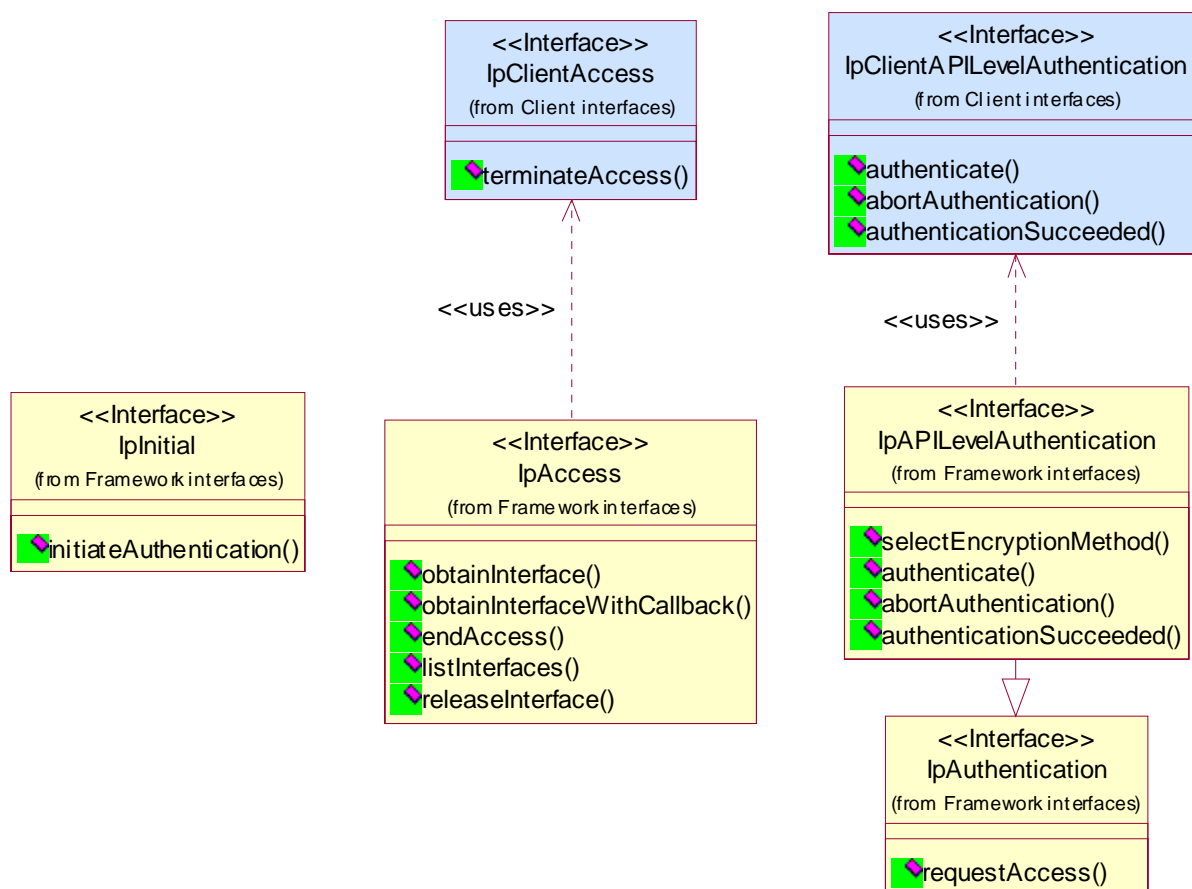 <<Interface>>
IpClientAccess
(from Client interfaces)
terminateAccess()
<<Interface>>
IpClientAPILevelAuthentication
(from Client interfaces)
authenticate()
abortAuthentication()
authenticationSucceeded()
<<uses>>
<<uses>>
<<Interface>>
IpInitial
(from Framework interfaces)
initiateAuthentication()
<<Interface>>
IpAccess
(from Framework interfaces)
obtainInterface()
obtainInterfaceWithCallback()
endAccess()
listInterfaces()
releaseInterface()
<<Interface>>
IpAPILevelAuthentication
(from Framework interfaces)
selectEncryptionMethod()
authenticate()
abortAuthentication()
authenticationSucceeded()
<<Interface>>
IpAuthentication
(from Framework interfaces)
requestAccess()